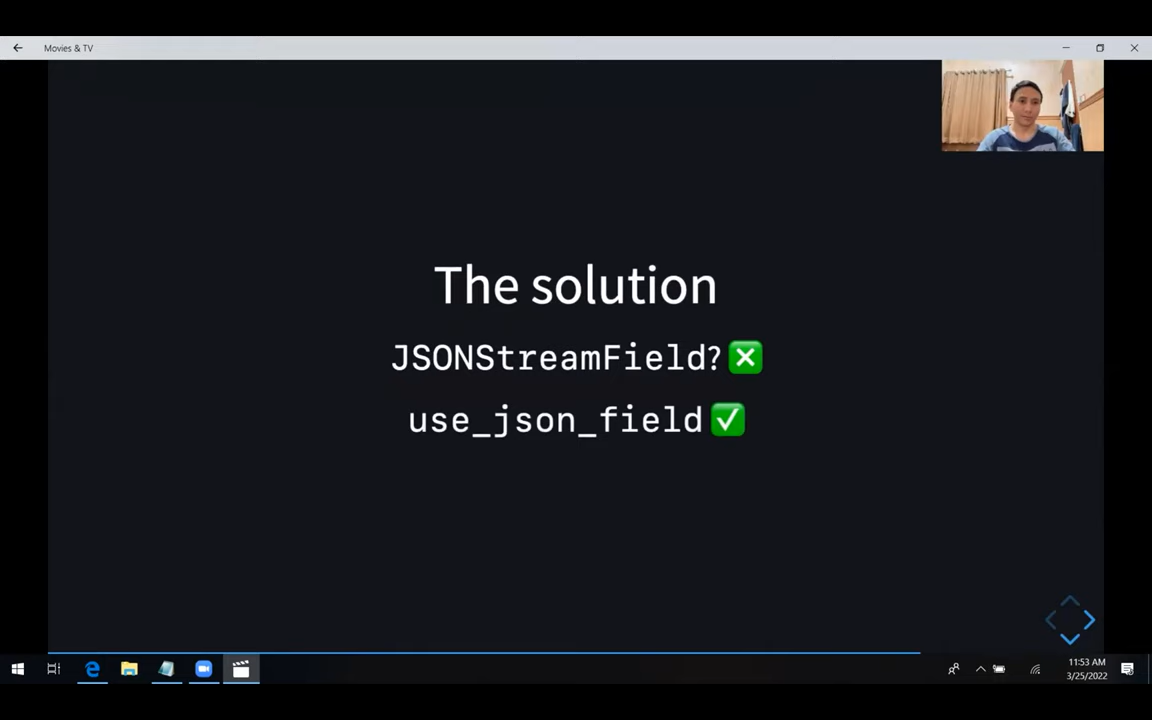 Movies & TV
The solution
JSONStreamField? ❎
use_json_field ✅
11:53 AM
3/25/2022